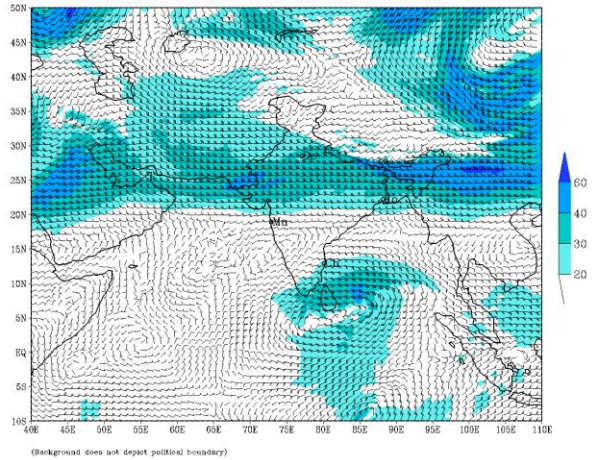 50N
45N
40N
35N
30N
25N
20N
15N
10N
5N
EQ
5S
10S
40E 45E 50E 55E 60E 65E 70E 75E 80E 85E 90E 95E 100E 105E 110E
Mu
60
40
30
20
(Background does not depict political boundary)